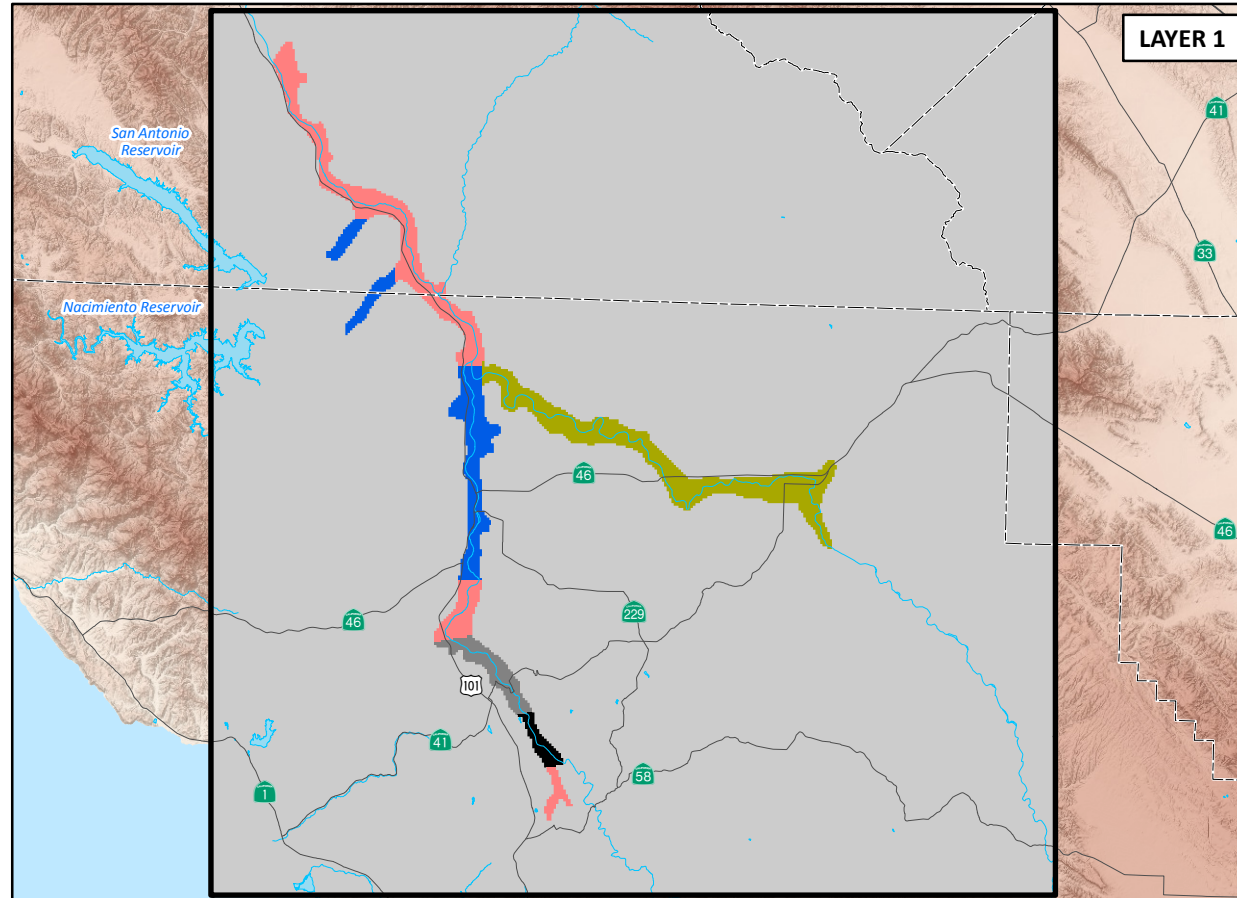 LAYER 1
41
San Antonio
Reservoir
33
Nacimiento Reservoir
46
46
229
46
101
41
58
1